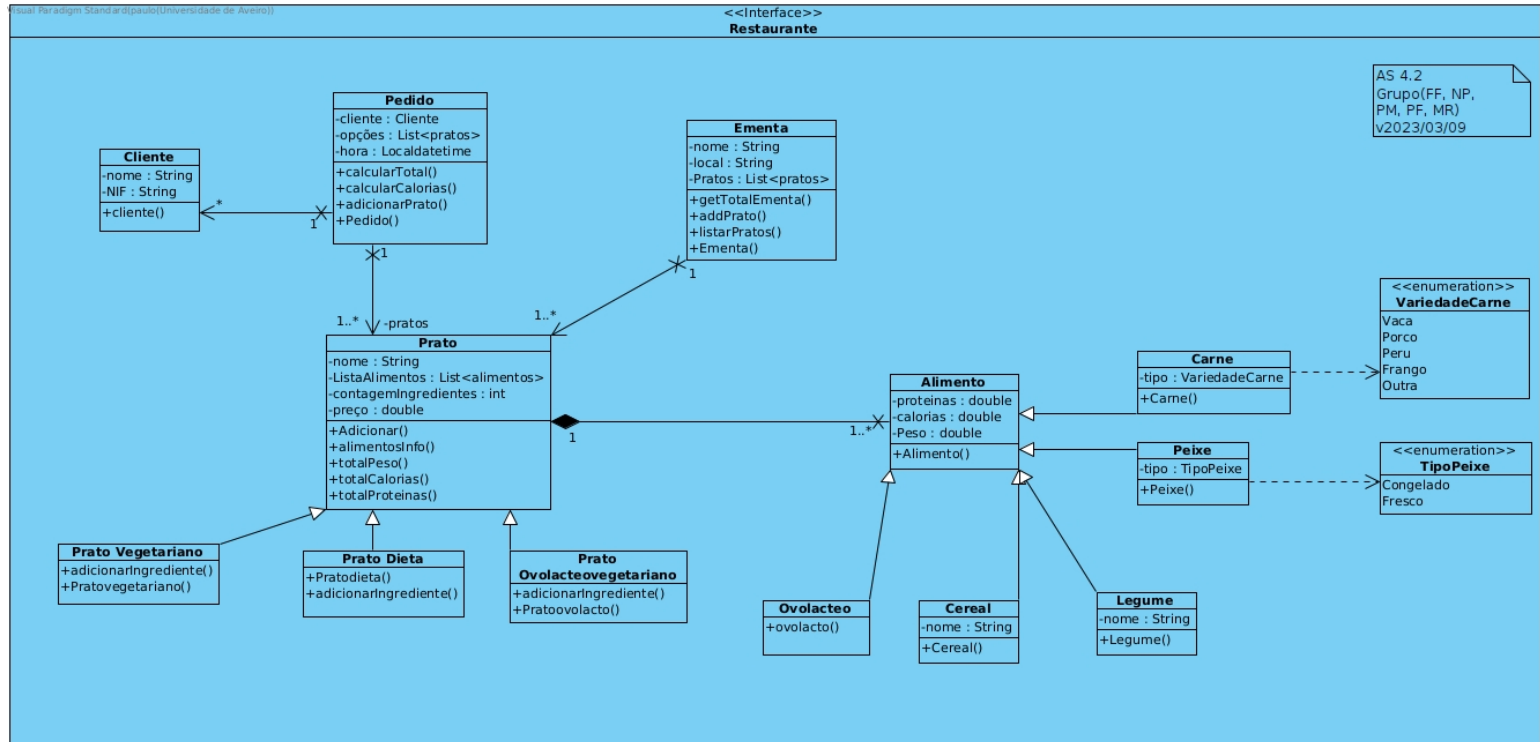 Visual Paradigm Standard(paulo(Universidade de Aveiro))
<<Interface>>
Restaurante
AS 4.2
Grupo(FF, NP,
PM, PF, MR)
v2023/03/09
Pedido
-cliente : Cliente
-opções : List<pratos>
-hora : Localdatetime
+calcularTotal()
+calcularCalorias()
+adicionarPrato()
+Pedido()
Ementa
-nome : String
-local : String
-Pratos : List<pratos>
+getTotalEmenta()
+addPrato()
+listarPratos()
+Ementa()
Cliente
-nome : String
-NIF : String
+cliente()
*
1
1
1
1..*
-pratos
1..*
Prato
-nome : String
-ListaAlimentos : List<alimentos>
-contagemIngredientes : int
-preço : double
+Adicionar()
+alimentosInfo()
+totalPeso()
+totalCalorias()
+totalProteinas()
1
1..*
Alimento
-proteinas : double
-calorias : double
-Peso : double
+Alimento()
Carne
-tipo : VariedadeCarne
+Carne()
<<enumeration>>
VariedadeCarne
Vaca
Porco
Peru
Frango
Outra
Peixe
-tipo : TipoPeixe
+Peixe()
<<enumeration>>
TipoPeixe
Congelado
Fresco
Prato Vegetariano
+adicionarIngrediente()
+Pratovegetariano()
Prato Dieta
+Pratodieta()
+adicionarIngrediente()
Prato
Ovolacteovegetariano
+adicionarIngrediente()
+Pratoovolacto()
Ovolacteo
+ovolacto()
Cereal
-nome : String
+Cereal()
Legume
-nome : String
+Legume()